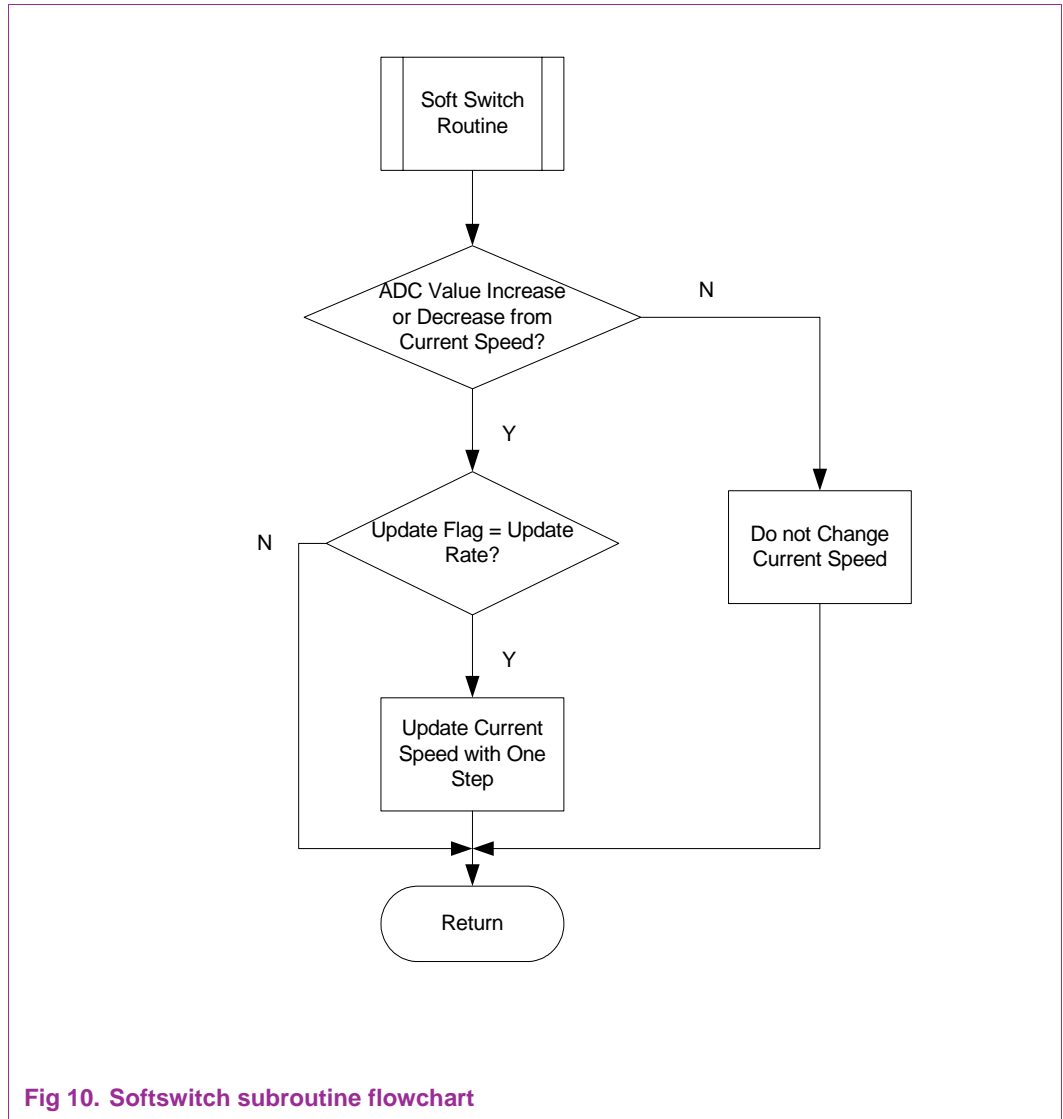 Soft Switch
Routine
ADC Value Increase
or Decrease from
Current Speed?
N
Y
Update Flag = Update
Rate?
N
Do not Change
Current Speed
Y
Update Current
Speed with One
Step
Return
Fig 10. Softswitch subroutine flowchart